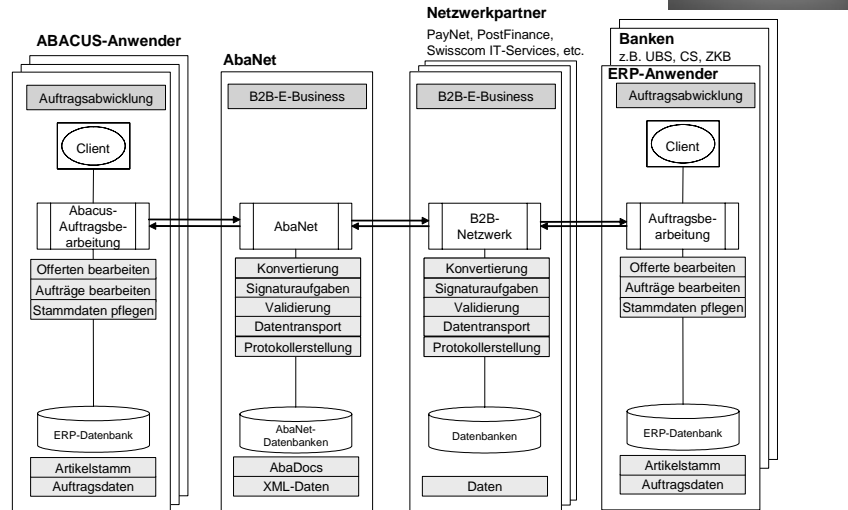 ABACUS-Anwender
Auftragsabwicklung
Client
Abacus-
Auftragsbe-
arbeitung
Offerten bearbeiten
Aufträge bearbeiten
Stammdaten pflegen
ERP-Datenbank
Artikelstamm
Auftragsdaten
AbaNet
B2B-E-Business
AbaNet
Konvertierung
Signaturaufgaben
Validierung
Datentransport
Protokollerstellung
AbaNet-
Datenbanken
AbaDocs
XML-Daten
Netzwerkpartner
PayNet, PostFinance,
Swisscom IT-Services, etc.
B2B-E-Business
B2B-
Netzwerk
Konvertierung
Signaturaufgaben
Validierung
Datentransport
Protokollerstellung
Datenbanken
Daten
Banken
z.B. UBS, CS, ZKB
ERP-Anwender
Auftragsabwicklung
Client
Auftragsbe-
arbeitung
Offerte bearbeiten
Aufträge bearbeiten
Stammdaten pflegen
ERP-Datenbank
Artikelstamm
Auftragsdaten